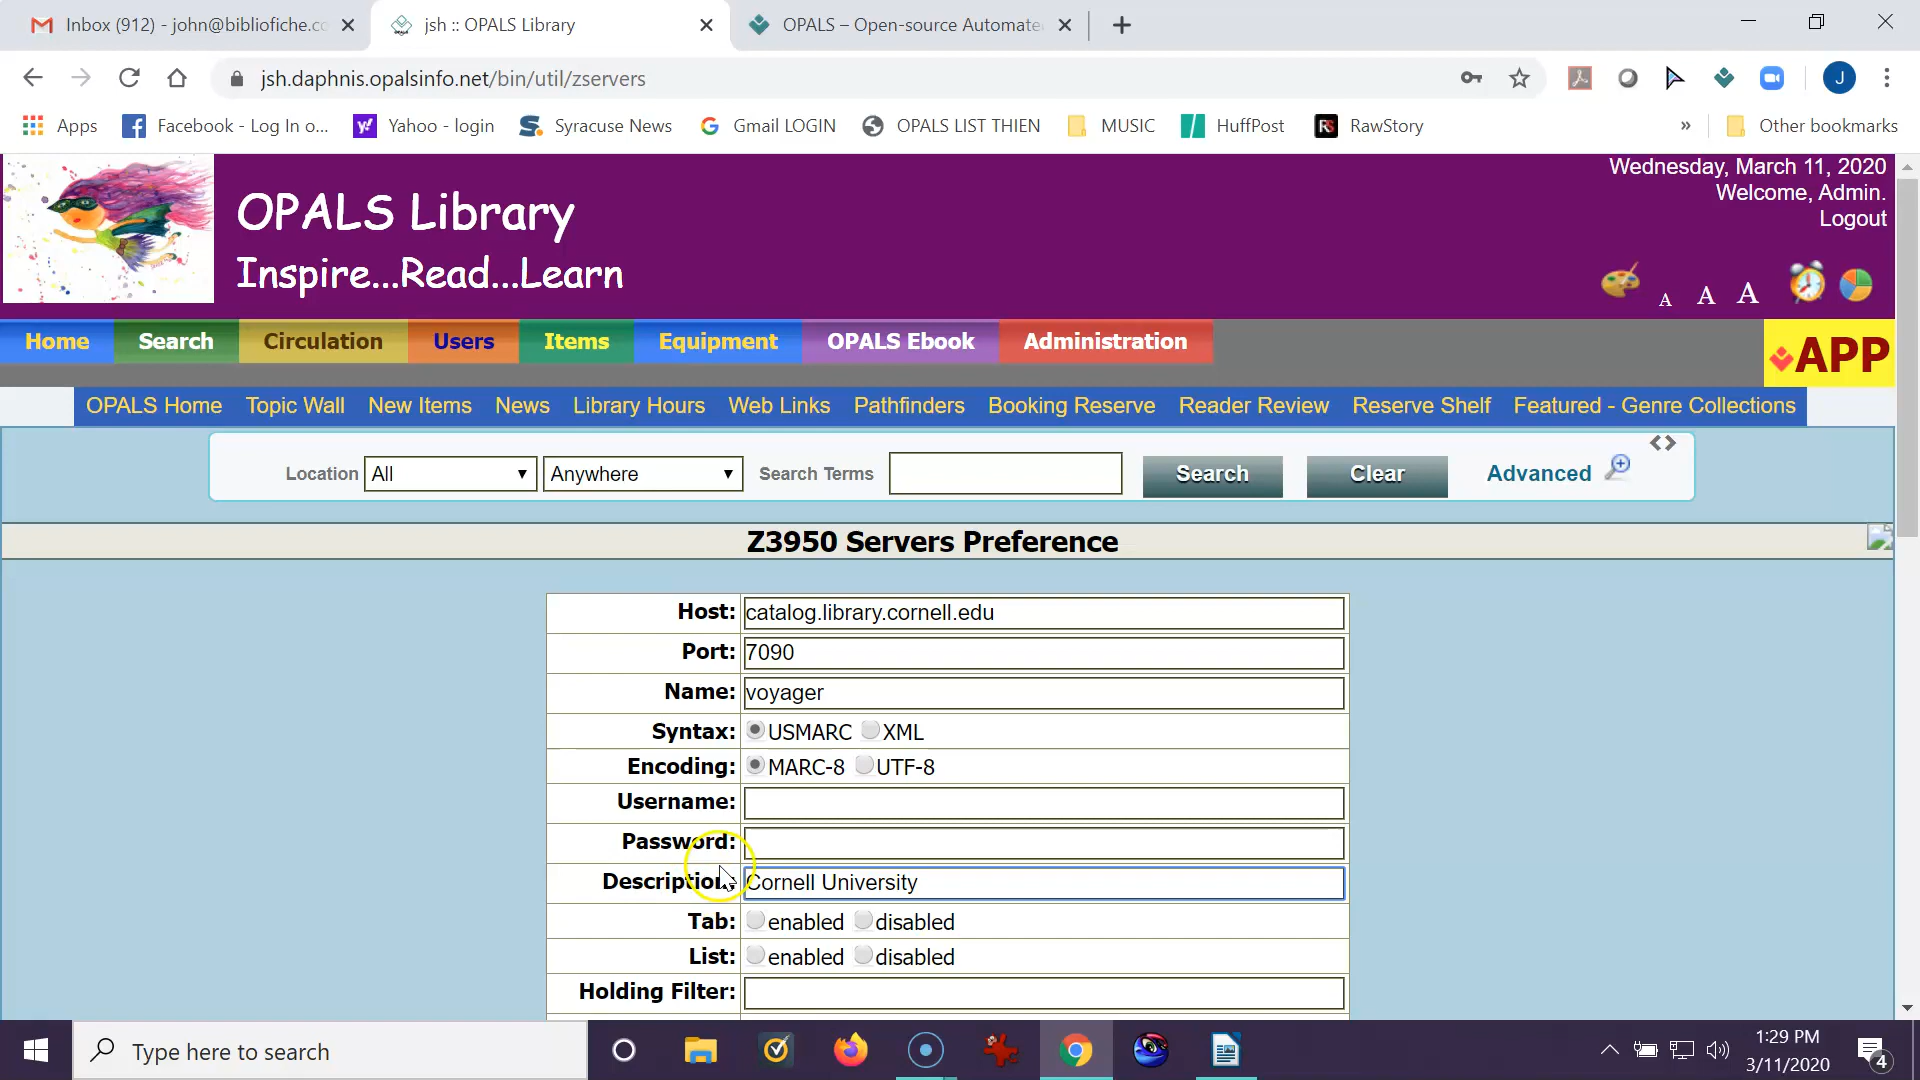 Inbox (912) - john@bibliofiche.co
jsh :: OPALS Library
OPALS – Open-source Automate
jsh.daphnis.opalsinfo.net/bin/util/zservers
J
Apps
Facebook - Log In o...
Yahoo - login
Syracuse News
Gmail LOGIN
OPALS LIST THIEN
MUSIC
HuffPost
RawStory
»
Other bookmarks
OPALS Library
Inspire...Read...Learn
Wednesday, March 11, 2020
Welcome, Admin.
Logout
A A A
Home Search Circulation Users Items Equipment OPALS Ebook Administration
APP
OPALS Home Topic Wall New Items News Library Hours Web Links Pathfinders Booking Reserve Reader Review Reserve Shelf Featured - Genre Collections
Location All Anywhere Search Terms Search Clear Advanced
Z3950 Servers Preference
Host: catalog.library.cornell.edu
Port: 7090
Name: voyager
Syntax: USMARC XML
Encoding: MARC-8 UTF-8
Username:
Password:
Description: Cornell University
Tab: enabled disabled
List: enabled disabled
Holding Filter:
Type here to search
1:29 PM
3/11/2020
4